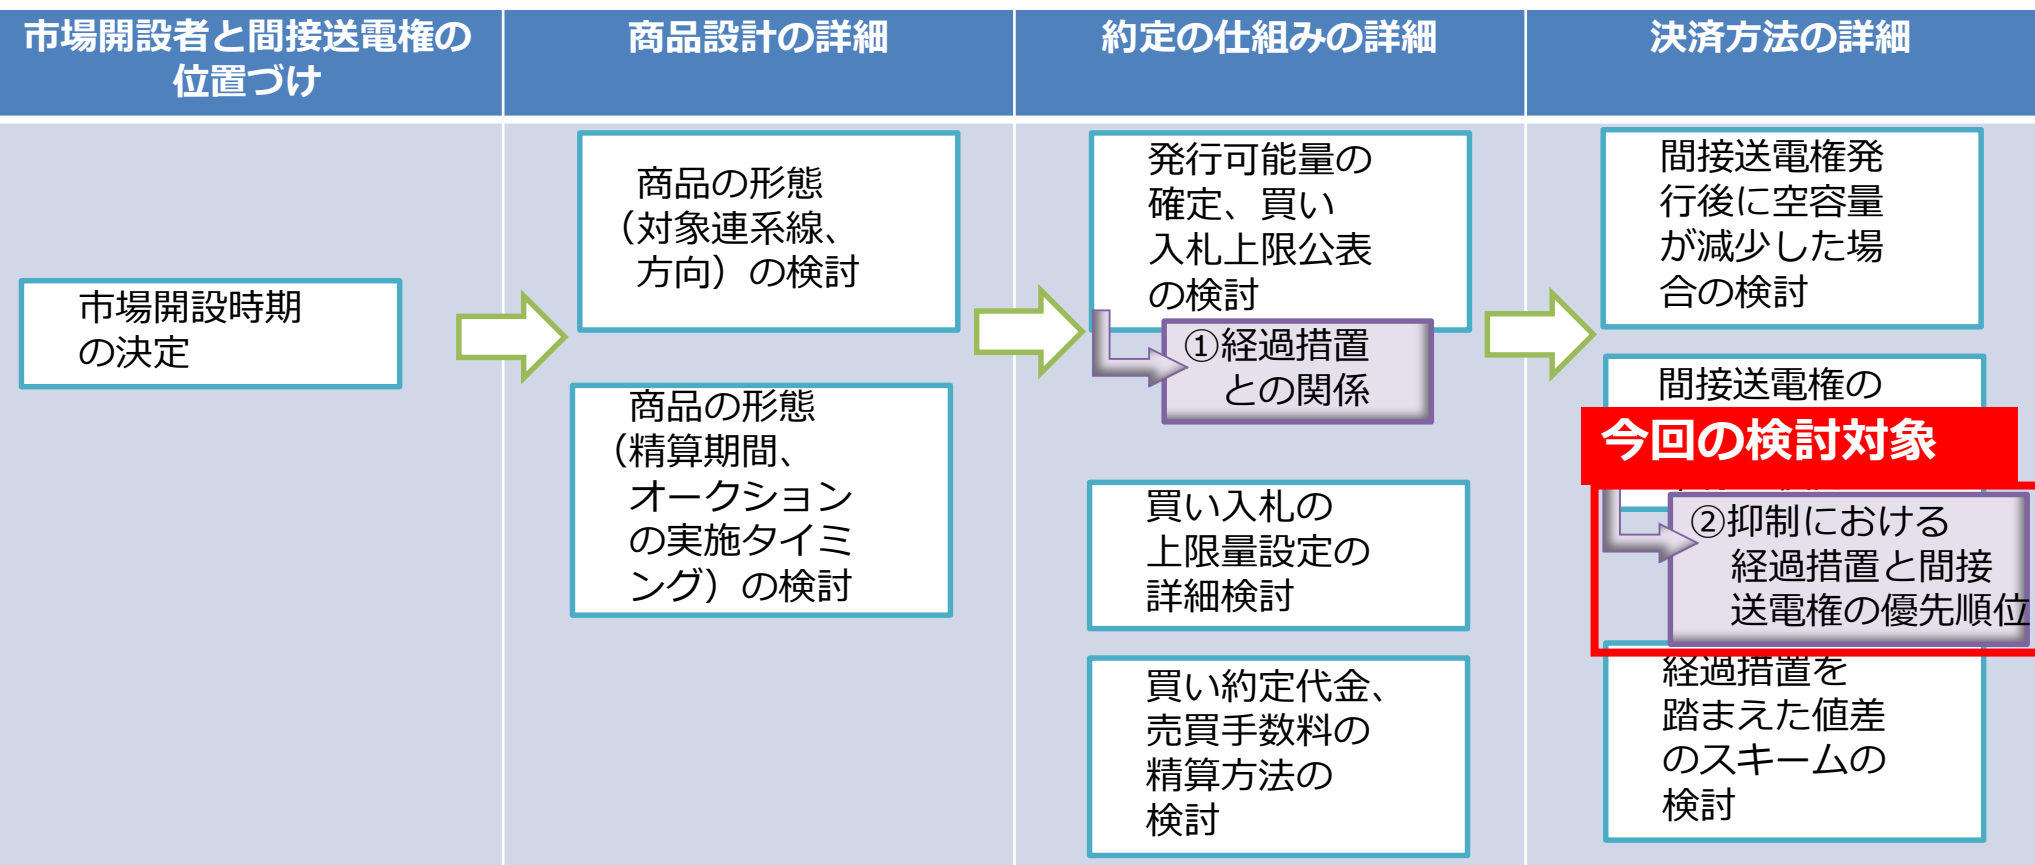 市場開設者と間接送電権の
位置づけ
商品設計の詳細
約定の仕組みの詳細
決済方法の詳細
市場開設時期
の決定
商品の形態
（対象連系線、
方向）の検討
商品の形態
（精算期間、
オークション
の実施タイミ
ング）の検討
発行可能量の
確定、買い
入札上限公表
の検討
①経過措置
との関係
買い入札の
上限量設定の
詳細検討
買い約定代金、
売買手数料の
精算方法の
検討
間接送電権発
行後に空容量
が減少した場
合の検討
間接送電権の
今回の検討対象
②抑制における
経過措置と間接
送電権の優先順位
経過措置を
踏まえた値差
のスキームの
検討